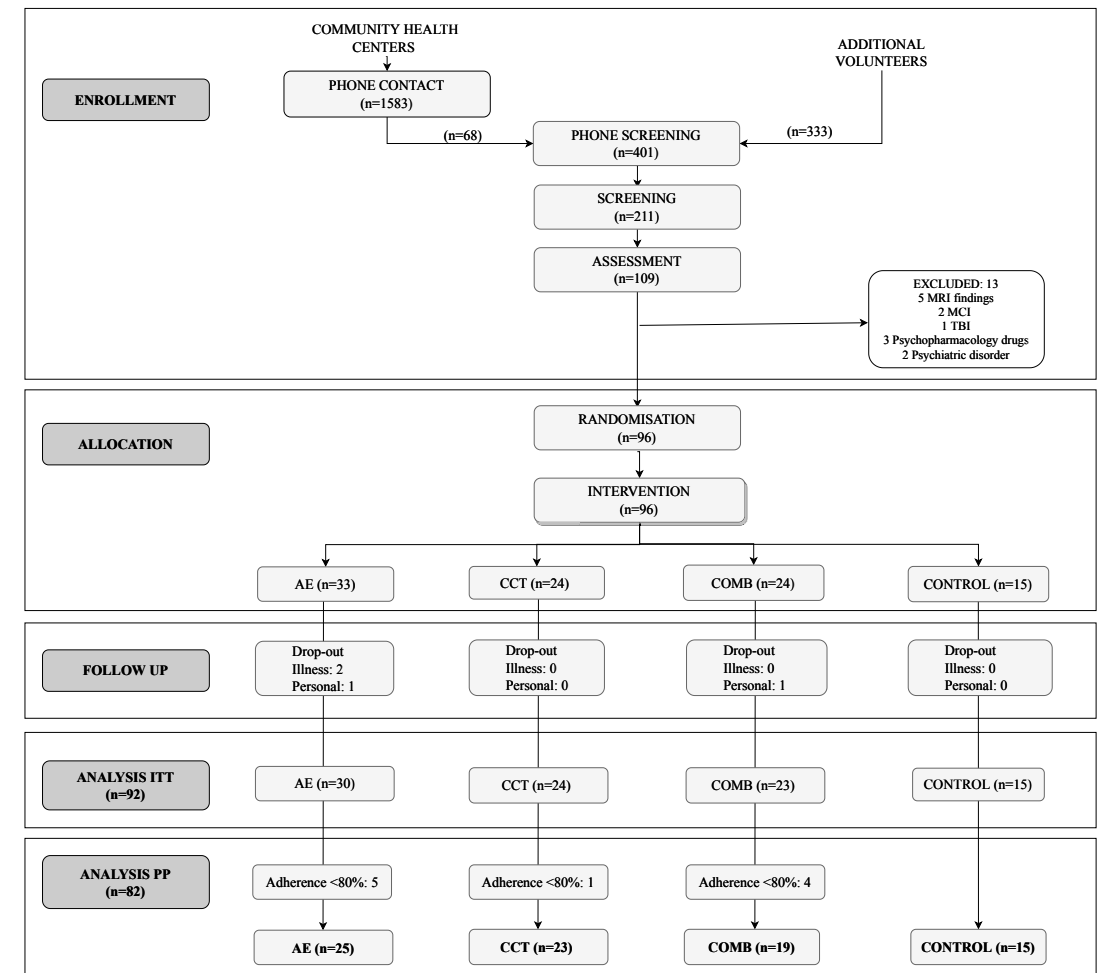 COMMUNITY HEALTH
CENTERS
ADDITIONAL
VOLUNTEERS
ENROLLMENT
PHONE CONTACT
(n=1583)
(n=68)
(n=333)
PHONE SCREENING
(n=401)
SCREENING
(n=211)
ASSESSMENT
(n=109)
EXCLUDED: 13
5 MRI findings
2 MCI
1 TBI
3 Psychopharmacology drugs
2 Psychiatric disorder
ALLOCATION
RANDOMISATION
(n=96)
INTERVENTION
(n=96)
AE (n=33)
CCT (n=24)
COMB (n=24)
CONTROL (n=15)
FOLLOW UP
Drop-out
Illness: 2
Personal: 1
Drop-out
Illness: 0
Personal: 0
Drop-out
Illness: 0
Personal: 1
Drop-out
Illness: 0
Personal: 0
ANALYSIS ITT
(n=92)
AE (n=30)
CCT (n=24)
COMB (n=23)
CONTROL (n=15)
ANALYSIS PP
(n=82)
Adherence <80%: 5
Adherence <80%: 1
Adherence <80%: 4
AE (n=25)
CCT (n=23)
COMB (n=19)
CONTROL (n=15)